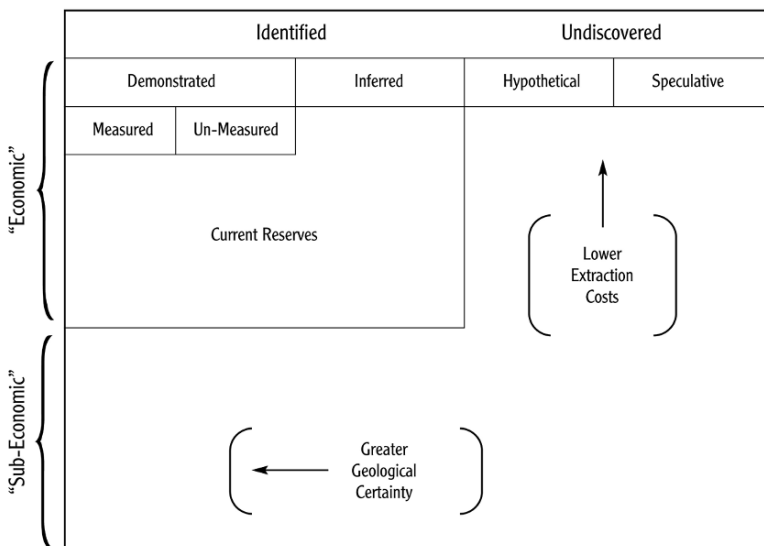 Identified
Undiscovered
Demonstrated
Inferred
Hypothetical
Speculative
Measured
Un-Measured
"Economic"
Current Reserves
Lower
Extraction
Costs
"Sub-Economic"
Greater
Geological
Certainty